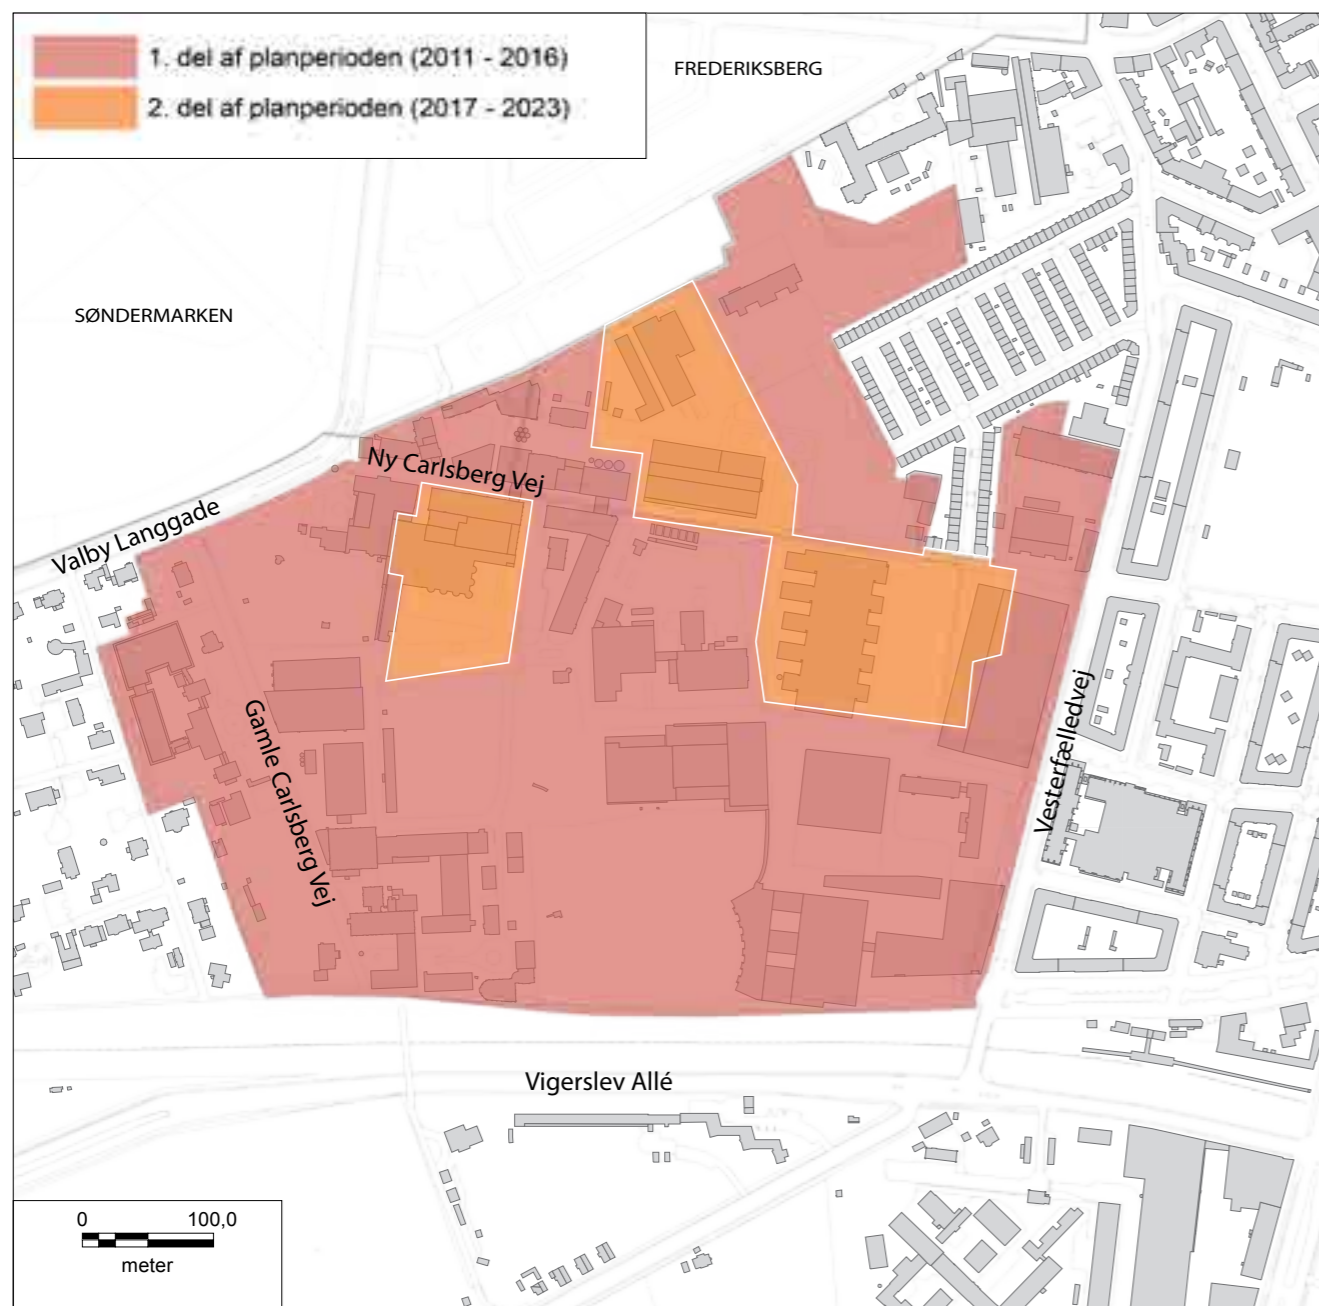 1. del af planperioden (2011 - 2016)
2. del af planperioden (2017 - 2023)
FREDERIKSBERG
SØNDERMARKEN
Ny Carlsberg Vej
Valby Langgade
Gamle Carlsberg Vej
Vesterfælledvej
Vigerslev Allé
0 100,0
meter